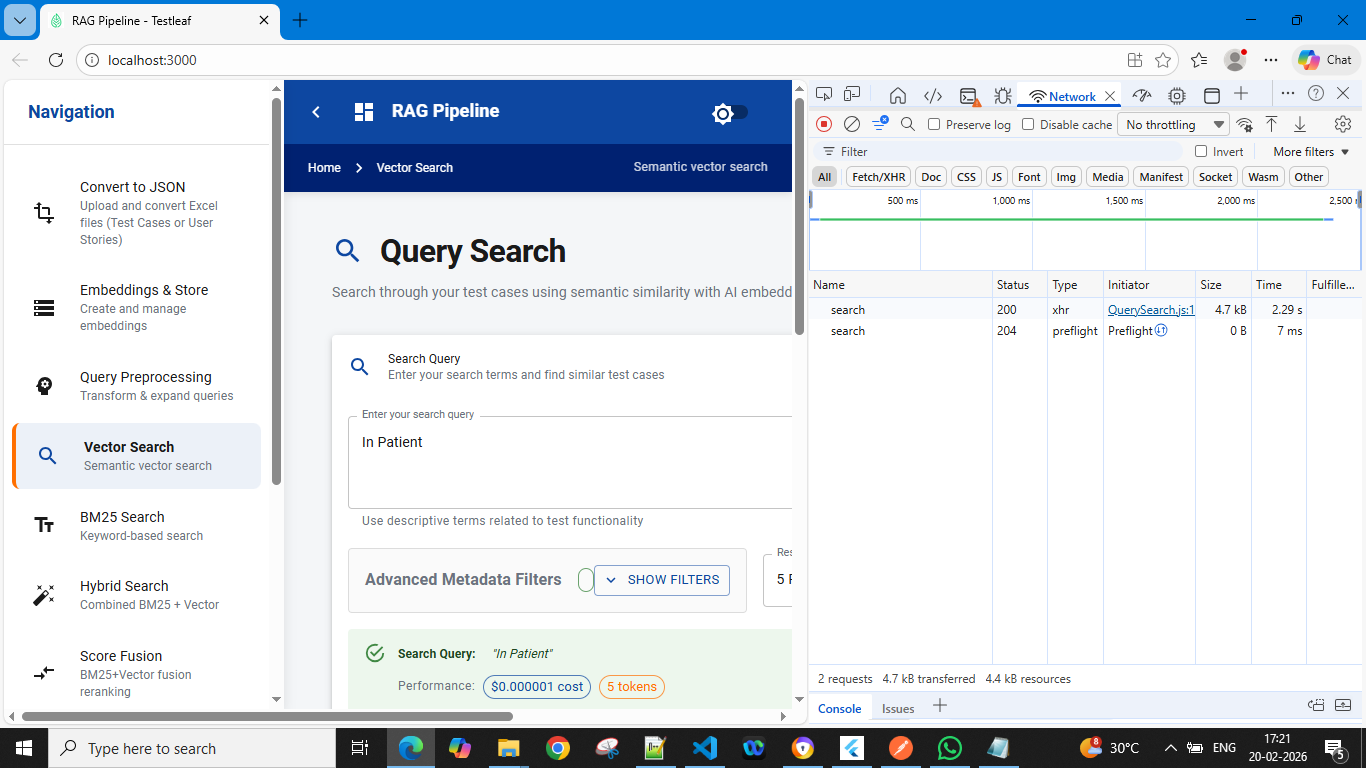 RAG Pipeline - Testleaf
localhost:3000
Chat
Navigation
Convert to JSON
Upload and convert Excel
files (Test Cases or User
Stories)
Embeddings & Store
Create and manage
embeddings
Query Preprocessing
Transform & expand queries
Vector Search
Semantic vector search
BM25 Search
Keyword-based search
Hybrid Search
Combined BM25 + Vector
Score Fusion
BM25+Vector fusion
reranking
RAG Pipeline
Home
Vector Search
Semantic vector search
Query Search
Search through your test cases using semantic similarity with AI embedd
Search Query
Enter your search terms and find similar test cases
Enter your search query
In Patient
Use descriptive terms related to test functionality
Advanced Metadata Filters
SHOW FILTERS
Res
5 R
Search Query: "In Patient"
Performance: $0.000001 cost 5 tokens
Network
Preserve log
Disable cache
No throttling
Filter
Invert
More filters
All Fetch/XHR Doc CSS JS Font Img Media Manifest Socket Wasm Other
500 ms 1,000 ms 1,500 ms 2,000 ms 2,500 m
Name Status Type Initiator Size Time Fulfille...
search 200 xhr QuerySearch.js:1 4.7 kB 2.29 s
search 204 preflight Preflight 0 B 7 ms
2 requests 4.7 kB transferred 4.4 kB resources
Console Issues
Type here to search
8
30°C
ENG
17:21
20-02-2026
5